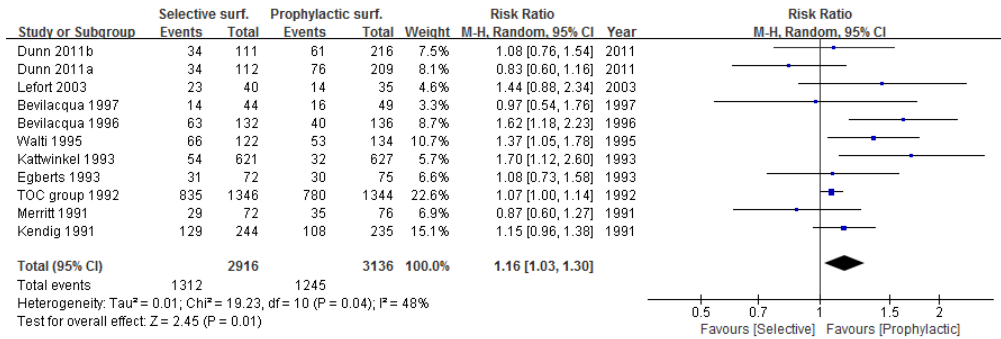 Selective surf. Prophylactic surf. Risk Ratio Risk Ratio
Study or Subgroup Events Total Events Total Weight M-H, Random, 95% CI Year M-H, Random, 95% CI
Dunn 2011b 34 111 61 216 7.5% 1.08 [0.76, 1.54] 2011
Dunn 2011a 34 112 76 209 8.1% 0.83 [0.60, 1.16] 2011
Lefort 2003 23 40 14 35 4.6% 1.44 [0.88, 2.34] 2003
Bevilacqua 1997 14 44 16 49 3.3% 0.97 [0.54, 1.76] 1997
Bevilacqua 1996 63 132 40 136 8.7% 1.62 [1.18, 2.23] 1996
Walti 1995 66 122 53 134 10.7% 1.37 [1.05, 1.78] 1995
Kattwinkel 1993 54 621 32 627 5.7% 1.70 [1.12, 2.60] 1993
Egberts 1993 31 72 30 75 6.8% 1.08 [0.73, 1.58] 1993
TOC group 1992 835 1346 780 1344 22.6% 1.07 [1.00, 1.14] 1992
Merritt 1991 29 72 35 76 6.9% 0.87 [0.60, 1.27] 1991
Kendig 1991 129 244 108 235 15.1% 1.15 [0.96, 1.38] 1991
Total (95% CI) 2916 3136 100.0% 1.16 [1.03, 1.30]
Total events 1312 1245
Heterogeneity: Tau² = 0.01; Chi² = 19.23, df = 10 (P = 0.04); I² = 48%
Test for overall effect: Z = 2.45 (P = 0.01)
0.5 0.7 1 1.5 2
Favours [Selective] Favours [Prophylactic]